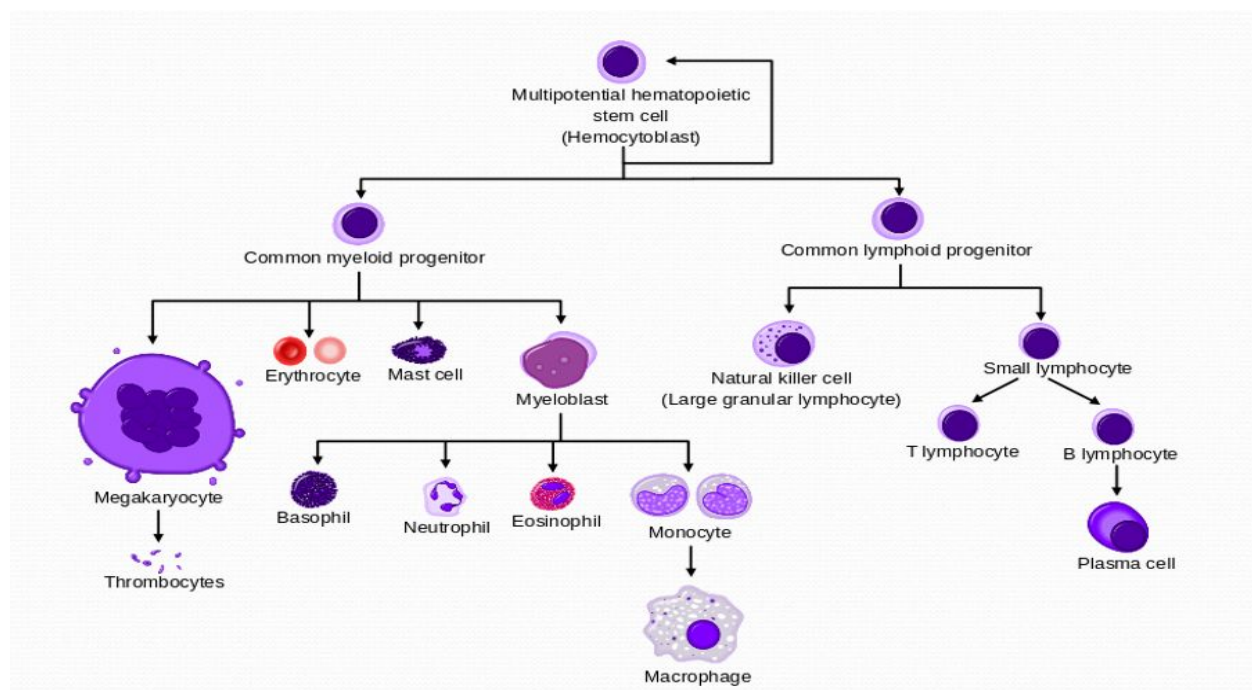 Multipotential hematopoietic
stem cell
(Hemocytoblast)
Common myeloid progenitor
Common lymphoid progenitor
Erythrocyte
Mast cell
Myeloblast
Natural killer cell
(Large granular lymphocyte)
Small lymphocyte
T lymphocyte
B lymphocyte
Megakaryocyte
Basophil
Neutrophil
Eosinophil
Monocyte
Plasma cell
Thrombocytes
Macrophage